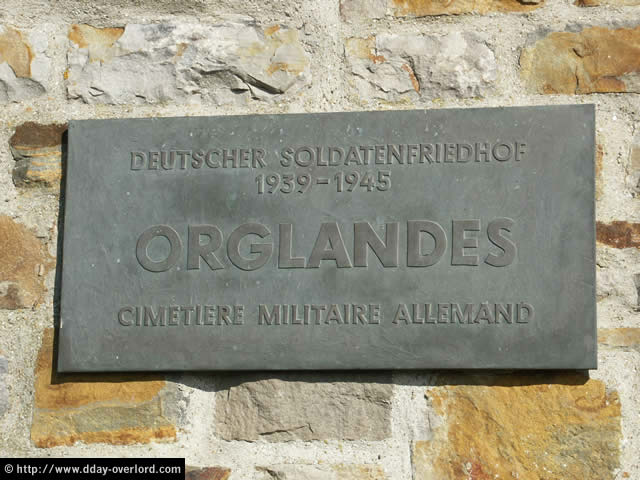 DEUTSCHER SOLDATENFRIEDHOF
1939-1945
ORGLANDES
CIMETIERE MILITAIRE ALLEMAND
© http://www.dday-overlord.com